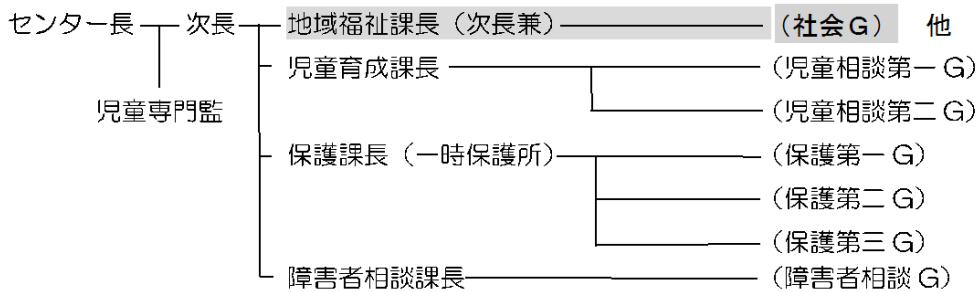 センター長 次長 地域福祉課長（次長兼） （社会Ｇ） 他
児童育成課長 （児童相談第一Ｇ）
児童専門監 （児童相談第二Ｇ）
保護課長（一時保護所） （保護第一Ｇ）
（保護第二Ｇ）
（保護第三Ｇ）
障害者相談課長 （障害者相談Ｇ）